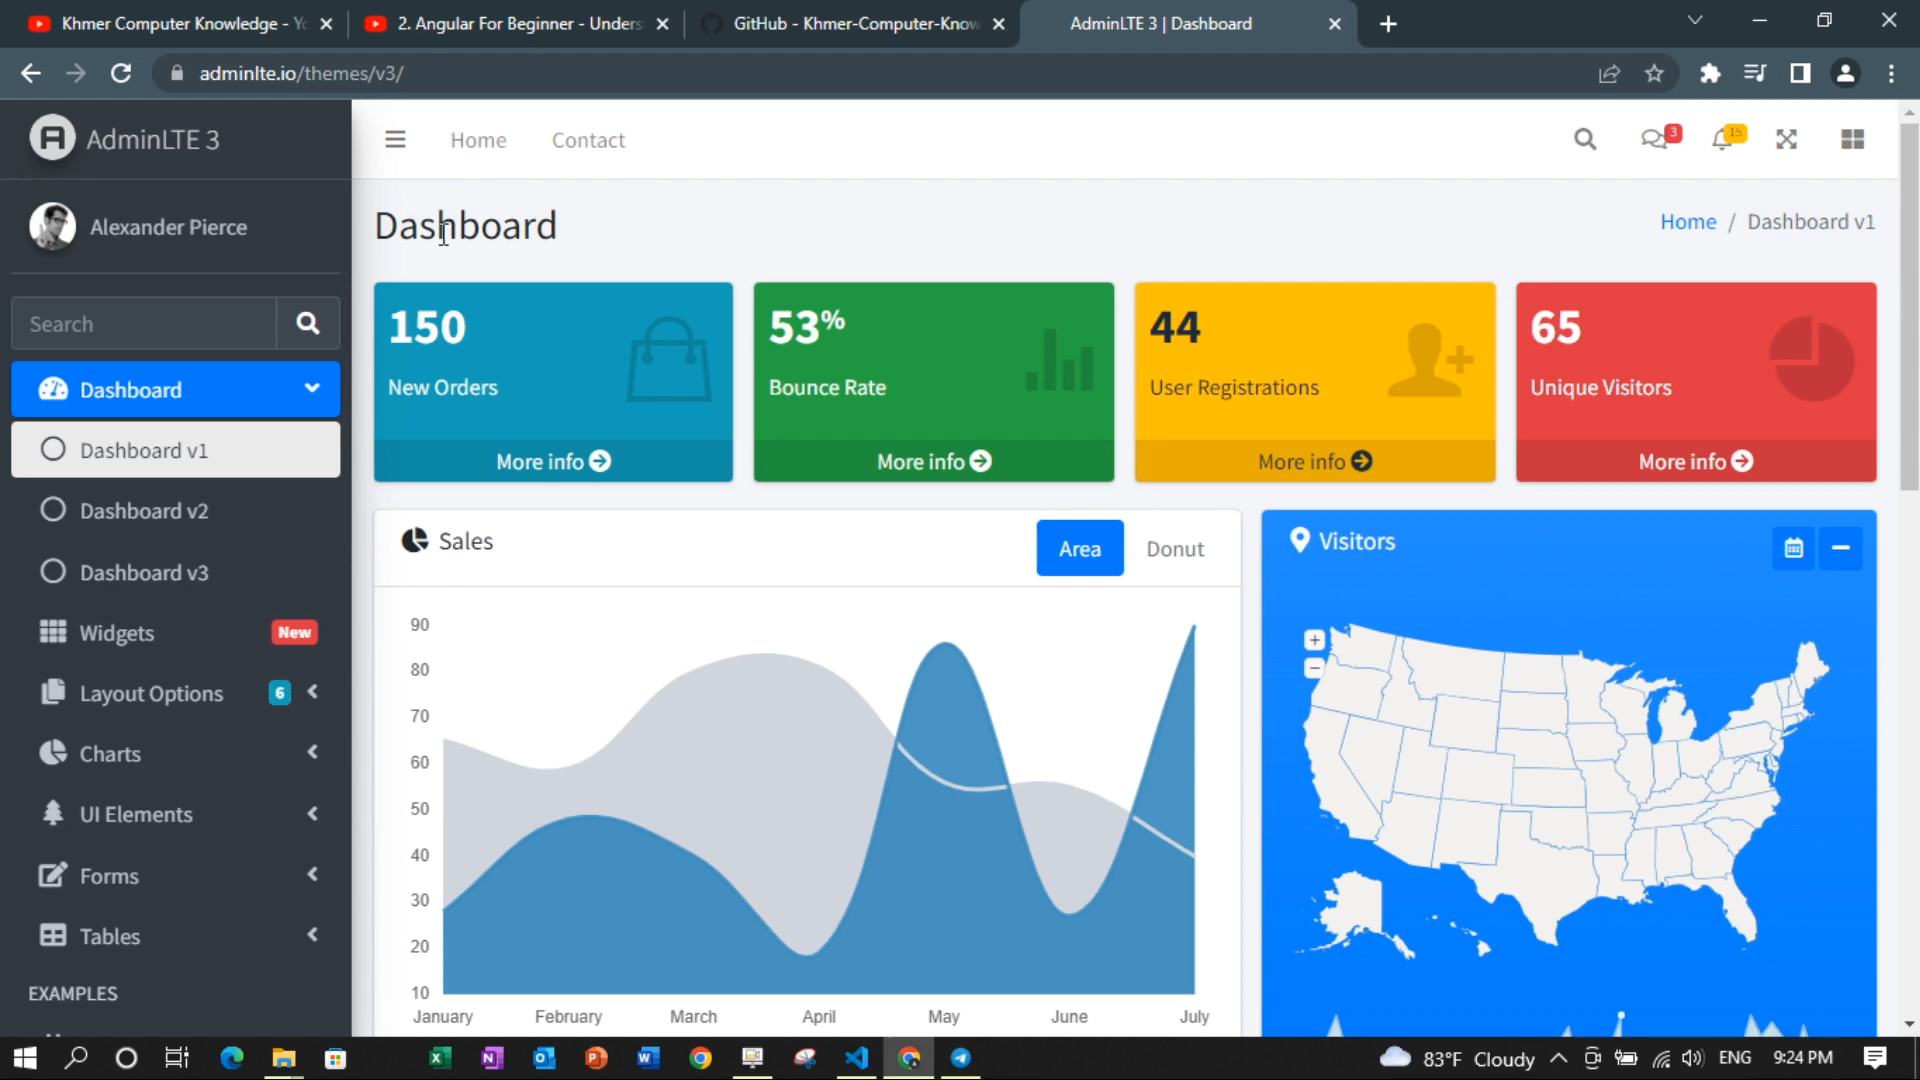 Khmer Computer Knowledge - Yo
2. Angular For Beginner - Unders
GitHub - Khmer-Computer-Know
AdminLTE 3 | Dashboard
adminlte.io/themes/v3/
AdminLTE 3
Home
Contact
3
15
Alexander Pierce
Dashboard
Home / Dashboard v1
Search
Dashboard
Dashboard v1
Dashboard v2
Dashboard v3
Widgets
New
Layout Options
6
Charts
UI Elements
Forms
Tables
EXAMPLES
150
New Orders
More info
53%
Bounce Rate
More info
44
User Registrations
More info
65
Unique Visitors
More info
Sales
Area
Donut
90
80
70
60
50
40
30
20
10
January
February
March
April
May
June
July
Visitors
+
−
83°F Cloudy
ENG
9:24 PM